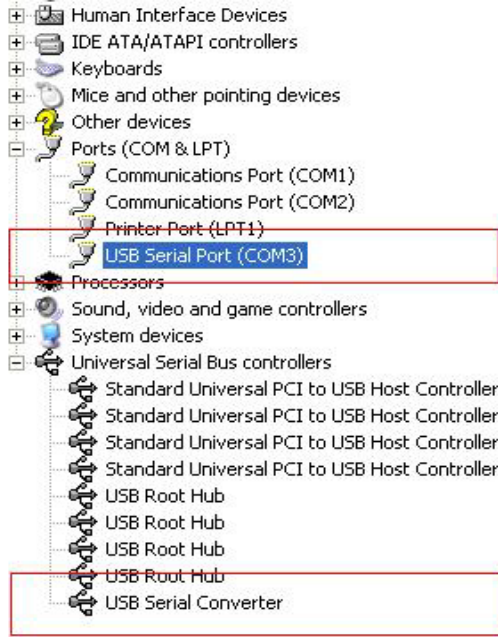 Human Interface Devices
IDE ATA/ATAPI controllers
Keyboards
Mice and other pointing devices
Other devices
Ports (COM & LPT)
Communications Port (COM1)
Communications Port (COM2)
Printer Port (LPT1)
USB Serial Port (COM3)
Processors
Sound, video and game controllers
System devices
Universal Serial Bus controllers
Standard Universal PCI to USB Host Controller
Standard Universal PCI to USB Host Controller
Standard Universal PCI to USB Host Controller
Standard Universal PCI to USB Host Controller
USB Root Hub
USB Root Hub
USB Root Hub
USB Root Hub
USB Serial Converter